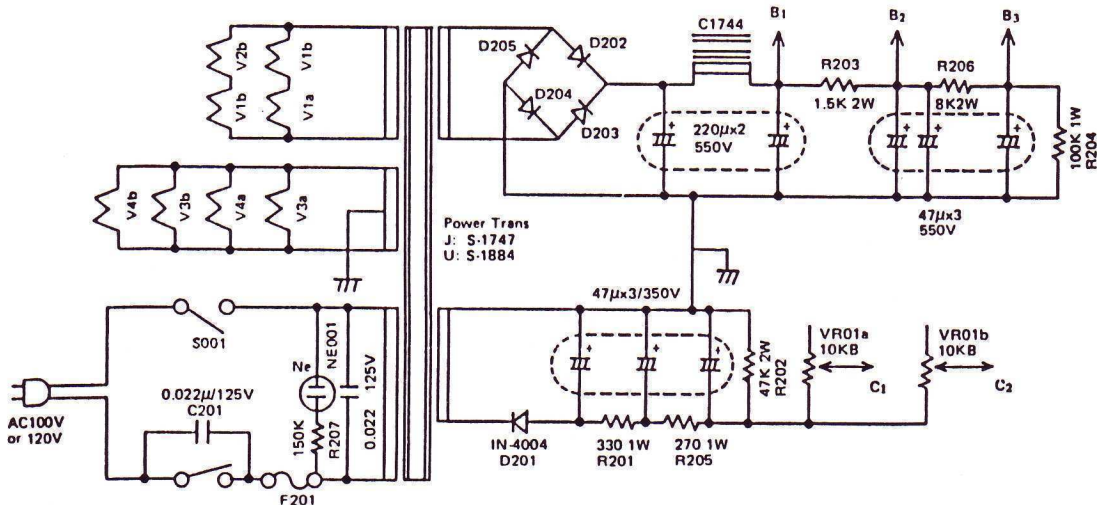 V2b
V1b
V1b
V1a
V4b
V3b
V4a
V3a
D205
D202
D204
D203
C1744
B1
B2
B3
R203
1.5K 2W
R206
8K2W
220μx2
550V
+
+
+
+
+
47μx3
550V
100K 1W
R204
Power Trans
J: S-1747
U: S-1884
S001
Ne
NE001
AC100V
or 120V
0.022μ/125V
C201
150K
R207
0.022 125V
F201
47μx3/350V
+
+
+
47K 2W
R202
IN-4004
D201
330 1W
R201
270 1W
R205
VR01a
10KB
C1
VR01b
10KB
C2